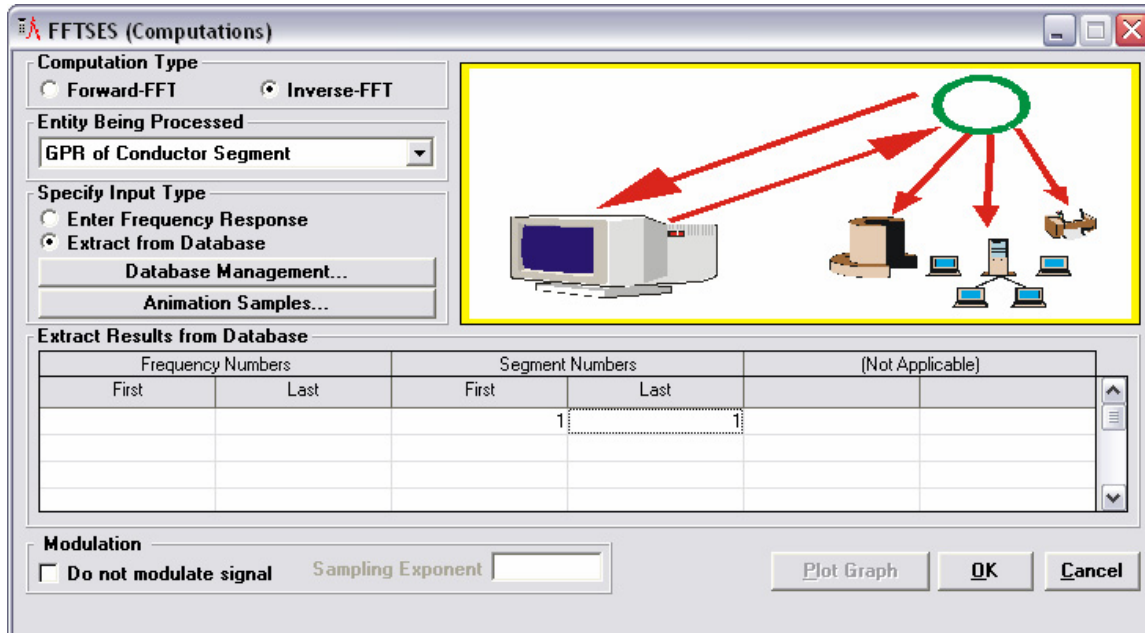 FFTSES (Computations)
Computation Type
Forward-FFT Inverse-FFT
Entity Being Processed
GPR of Conductor Segment
Specify Input Type
Enter Frequency Response
Extract from Database
Database Management...
Animation Samples...
Extract Results from Database
Frequency Numbers Segment Numbers (Not Applicable)
First Last First Last
1 1
Modulation
Do not modulate signal Sampling Exponent
Plot Graph OK Cancel